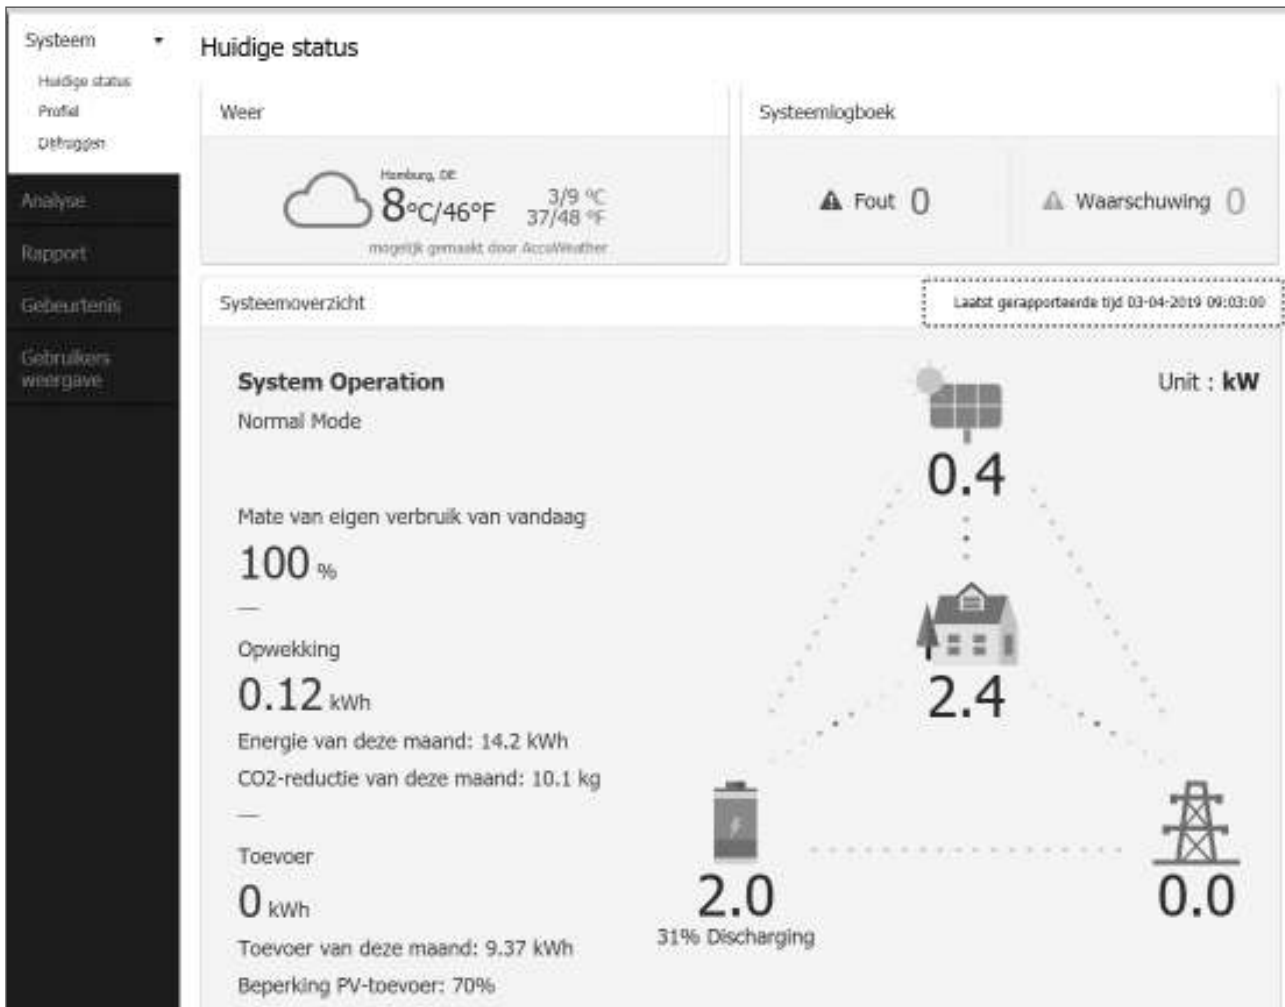 Systeem
Huidige status
Profiel
Analyse
Rapport
Gebeurtenis
Gebruikers
weergave
Huidige status
Weer
Hamburg, DE
8°C/46°F
3/9 °C
37/48 °F
mogelijk gemaakt door AccuWeather
Systeemlogboek
Fout 0
Waarschuwing 0
Systeemoverzicht
Laatst gerapporteerde tijd 03-04-2019 09:03:00
System Operation
Normal Mode
Unit : kW
Mate van eigen verbruik van vandaag
100 %
Opwekking
0.12 kWh
Energie van deze maand: 14.2 kWh
CO2-reductie van deze maand: 10.1 kg
Toevoer
0 kWh
Toevoer van deze maand: 9.37 kWh
Beperking PV-toevoer: 70%
0.4
2.4
2.0
31% Discharging
0.0